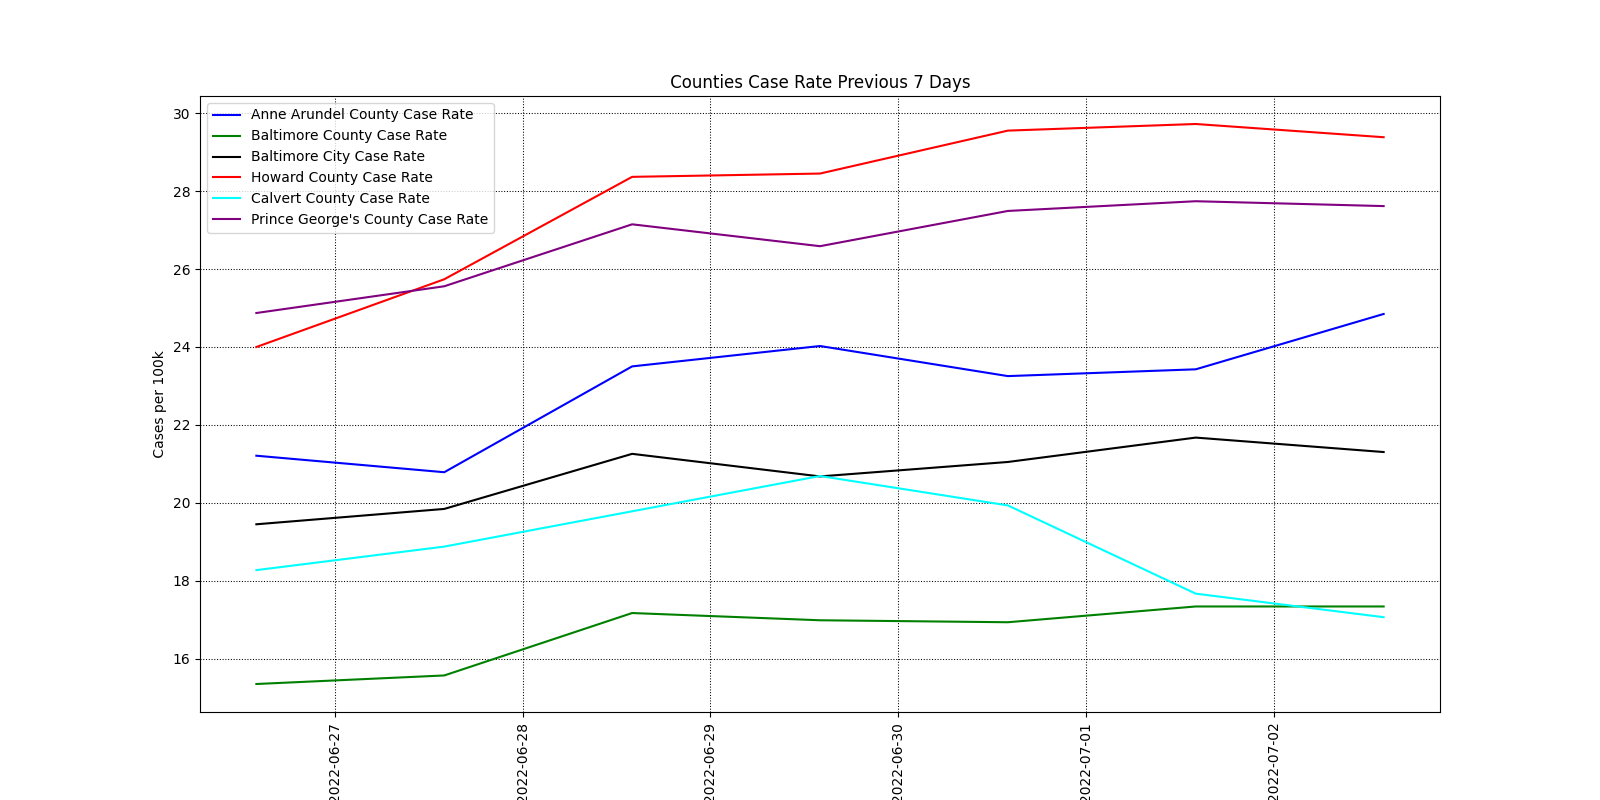 Counties Case Rate Previous 7 Days
Anne Arundel County Case Rate
Baltimore County Case Rate
Baltimore City Case Rate
Howard County Case Rate
Calvert County Case Rate
Prince George's County Case Rate
Cases per 100k
30
28
26
24
22
20
18
16
2022-06-27
2022-06-28
2022-06-29
2022-06-30
2022-07-01
2022-07-02